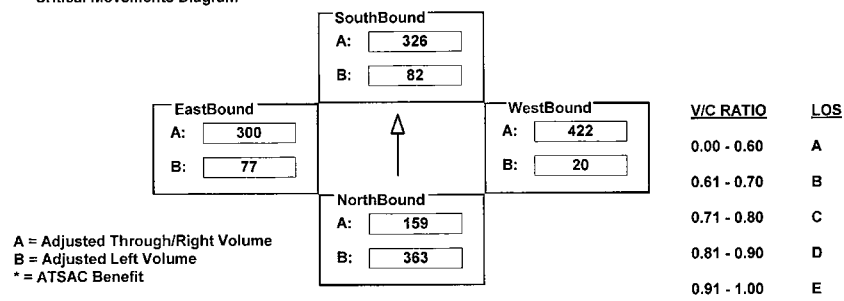 Critical Movements Diagram
SouthBound
A: 326
B: 82
EastBound
A: 300
B: 77
WestBound
A: 422
B: 20
NorthBound
A: 159
B: 363
A = Adjusted Through/Right Volume
B = Adjusted Left Volume
* = ATSAC Benefit
V/C RATIO LOS
0.00 - 0.60 A
0.61 - 0.70 B
0.71 - 0.80 C
0.81 - 0.90 D
0.91 - 1.00 E